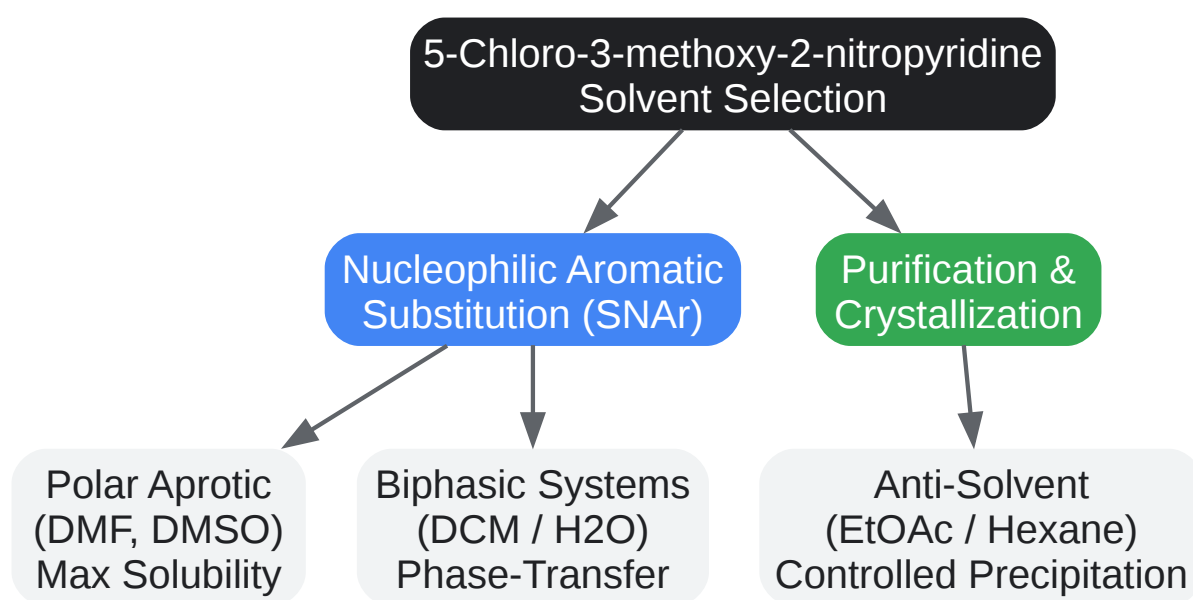 5-Chloro-3-methoxy-2-nitropyridine
Solvent Selection
Nucleophilic Aromatic
Substitution (SNAr)
Purification &
Crystallization
Polar Aprotic
(DMF, DMSO)
Max Solubility
Biphasic Systems
(DCM / H2O)
Phase-Transfer
Anti-Solvent
(EtOAc / Hexane)
Controlled Precipitation